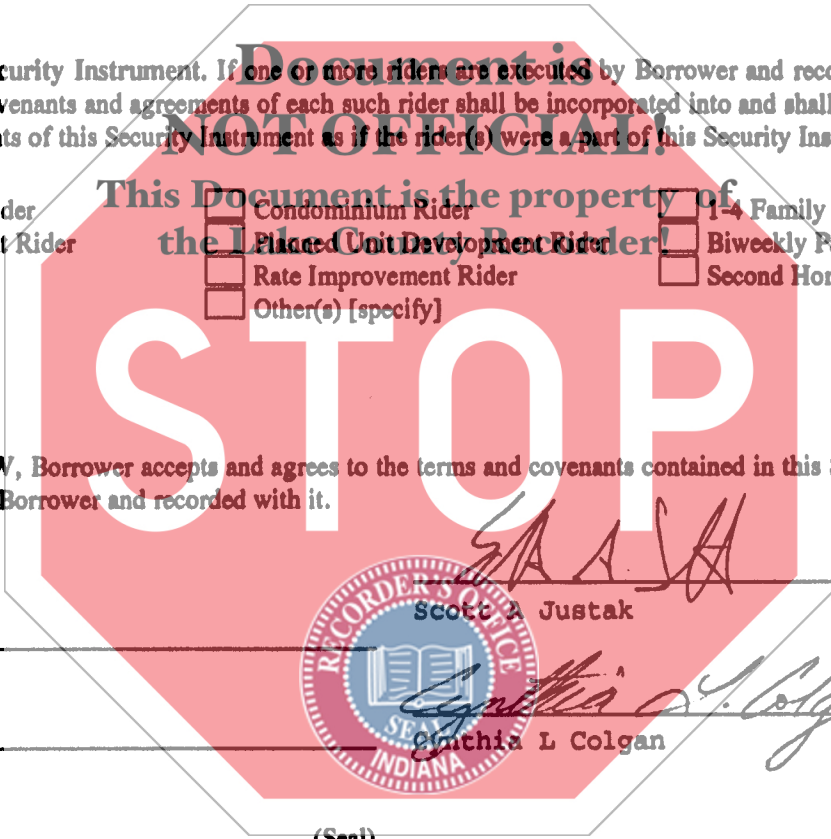 Document is
NOT OFFICIAL!
This Document is the property of
the Lake County Recorder!
STOP
curity Instrument. If one or more riders are executed by Borrower and reco
venants and agreements of each such rider shall be incorporated into and shall
ts of this Security Instrument as if the rider(s) were a part of this Security Ins
der Condominium Rider 1-4 Family
t Rider Planned Unit Development Rider Biweekly P
Rate Improvement Rider Second Hor
Other(s) [specify]
V, Borrower accepts and agrees to the terms and covenants contained in this S
Borrower and recorded with it.
Scott A Justak
Cynthia L. Colg
Cynthia L Colgan
RECORDER'S OFFICE
SEAL
INDIANA
(Seal)